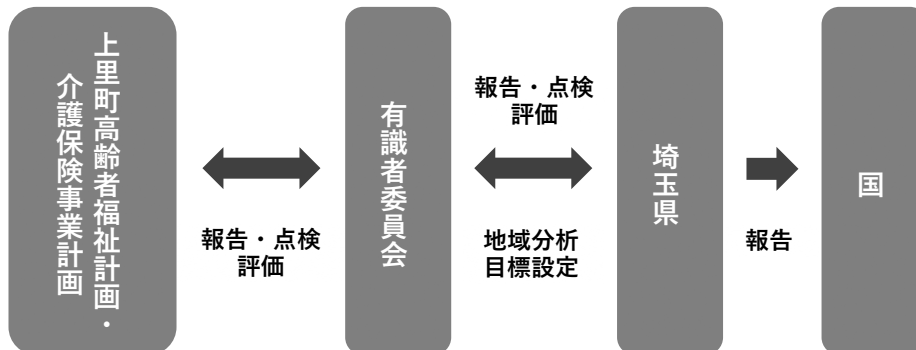 上里町高齢者福祉計画・
介護保険事業計画
報告・点検
評価
有識者委員会
報告・点検
評価
地域分析
目標設定
埼玉県
報告
国